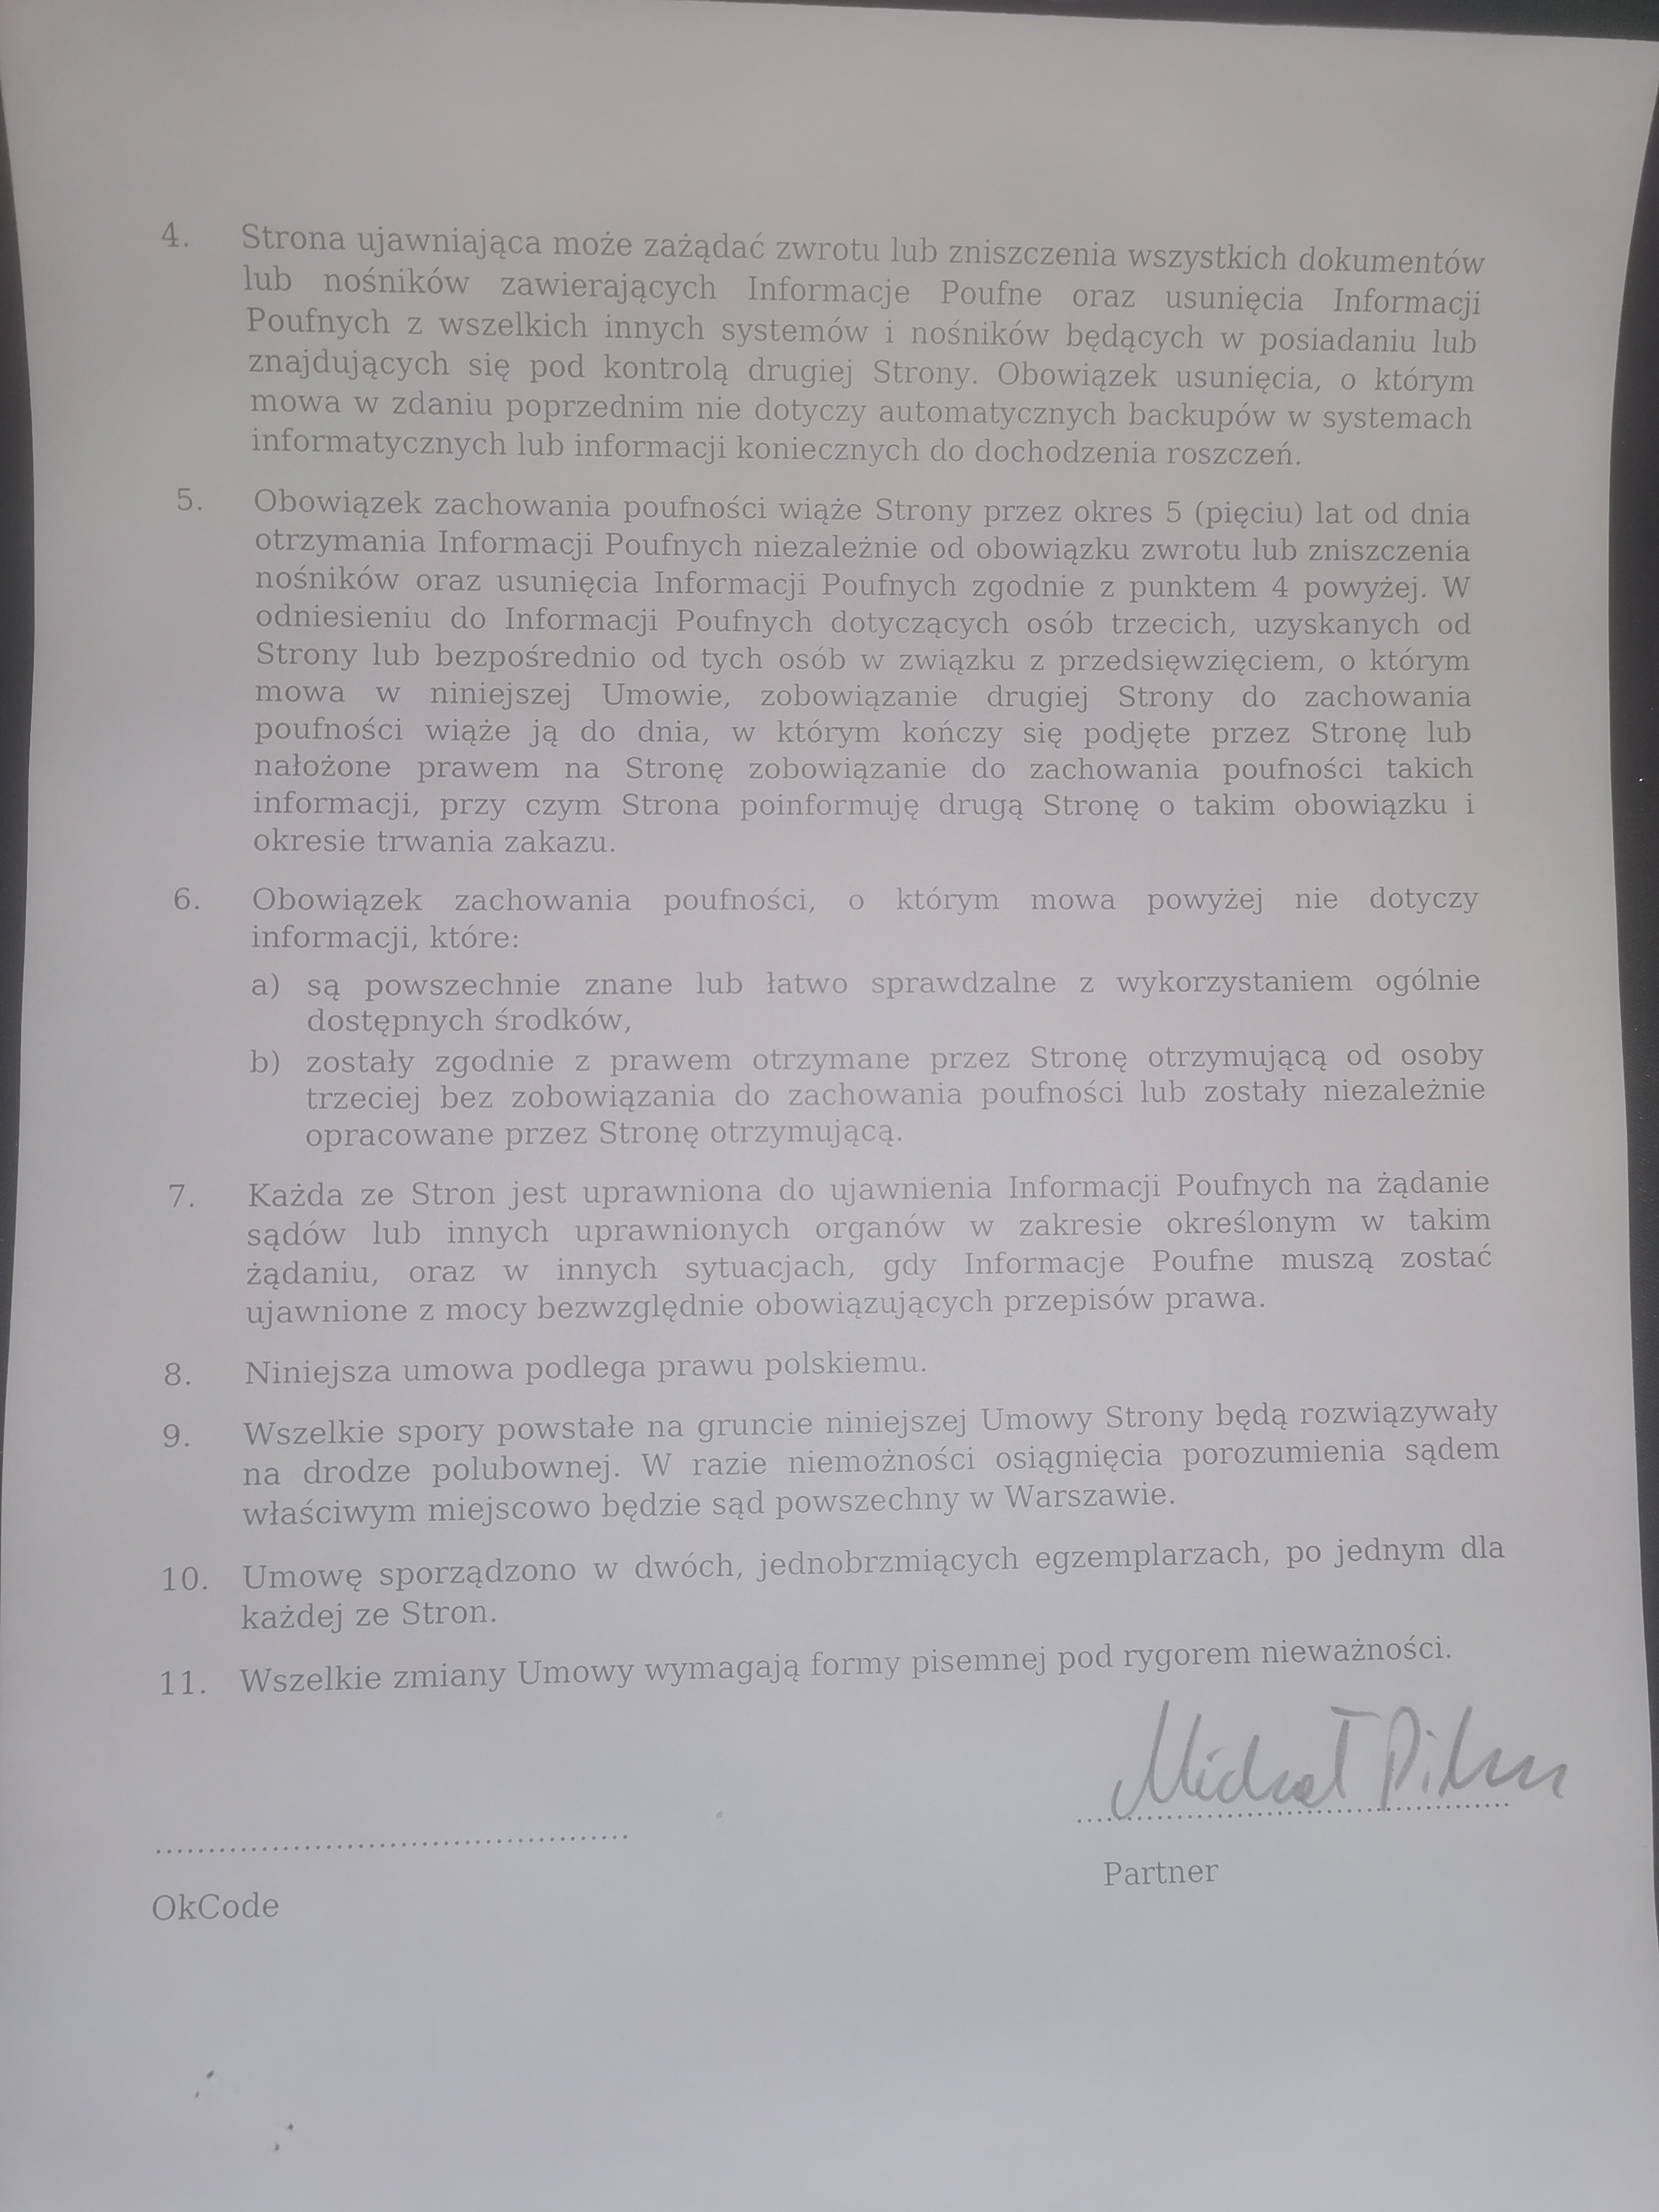 4. Strona ujawniająca może zażądać zwrotu lub zniszczenia wszystkich dokumentów
lub nośników zawierających Informacje Poufne oraz usunięcia Informacji
Poufnych z wszelkich innych systemów i nośników będących w posiadaniu lub
znajdujących się pod kontrolą drugiej Strony. Obowiązek usunięcia, o którym
mowa w zdaniu poprzednim nie dotyczy automatycznych backupów w systemach
informatycznych lub informacji koniecznych do dochodzenia roszczeń.
5. Obowiązek zachowania poufności wiąże Strony przez okres 5 (pięciu) lat od dnia
otrzymania Informacji Poufnych niezależnie od obowiązku zwrotu lub zniszczenia
nośników oraz usunięcia Informacji Poufnych zgodnie z punktem 4 powyżej. W
odniesieniu do Informacji Poufnych dotyczących osób trzecich, uzyskanych od
Strony lub bezpośrednio od tych osób w związku z przedsięwzięciem, o którym
mowa w niniejszej Umowie, zobowiązanie drugiej Strony do zachowania
poufności wiąże ją do dnia, w którym kończy się podjęte przez Stronę lub
nałożone prawem na Stronę zobowiązanie do zachowania poufności takich
informacji, przy czym Strona poinformuję drugą Stronę o takim obowiązku i
okresie trwania zakazu.
6. Obowiązek zachowania poufności, o którym mowa powyżej nie dotyczy
informacji, które:
a) są powszechnie znane lub łatwo sprawdzalne z wykorzystaniem ogólnie
dostępnych środków,
b) zostały zgodnie z prawem otrzymane przez Stronę otrzymującą od osoby
trzeciej bez zobowiązania do zachowania poufności lub zostały niezależnie
opracowane przez Stronę otrzymującą.
7. Każda ze Stron jest uprawniona do ujawnienia Informacji Poufnych na żądanie
sądów lub innych uprawnionych organów w zakresie określonym w takim
żądaniu, oraz w innych sytuacjach, gdy Informacje Poufne muszą zostać
ujawnione z mocy bezwzględnie obowiązujących przepisów prawa.
8. Niniejsza umowa podlega prawu polskiemu.
9. Wszelkie spory powstałe na gruncie niniejszej Umowy Strony będą rozwiązywały
na drodze polubownej. W razie niemożności osiągnięcia porozumienia sądem
właściwym miejscowo będzie sąd powszechny w Warszawie.
10. Umowę sporządzono w dwóch, jednobrzmiących egzemplarzach, po jednym dla
każdej ze Stron.
11. Wszelkie zmiany Umowy wymagają formy pisemnej pod rygorem nieważności.
Michał
Partner
OkCode